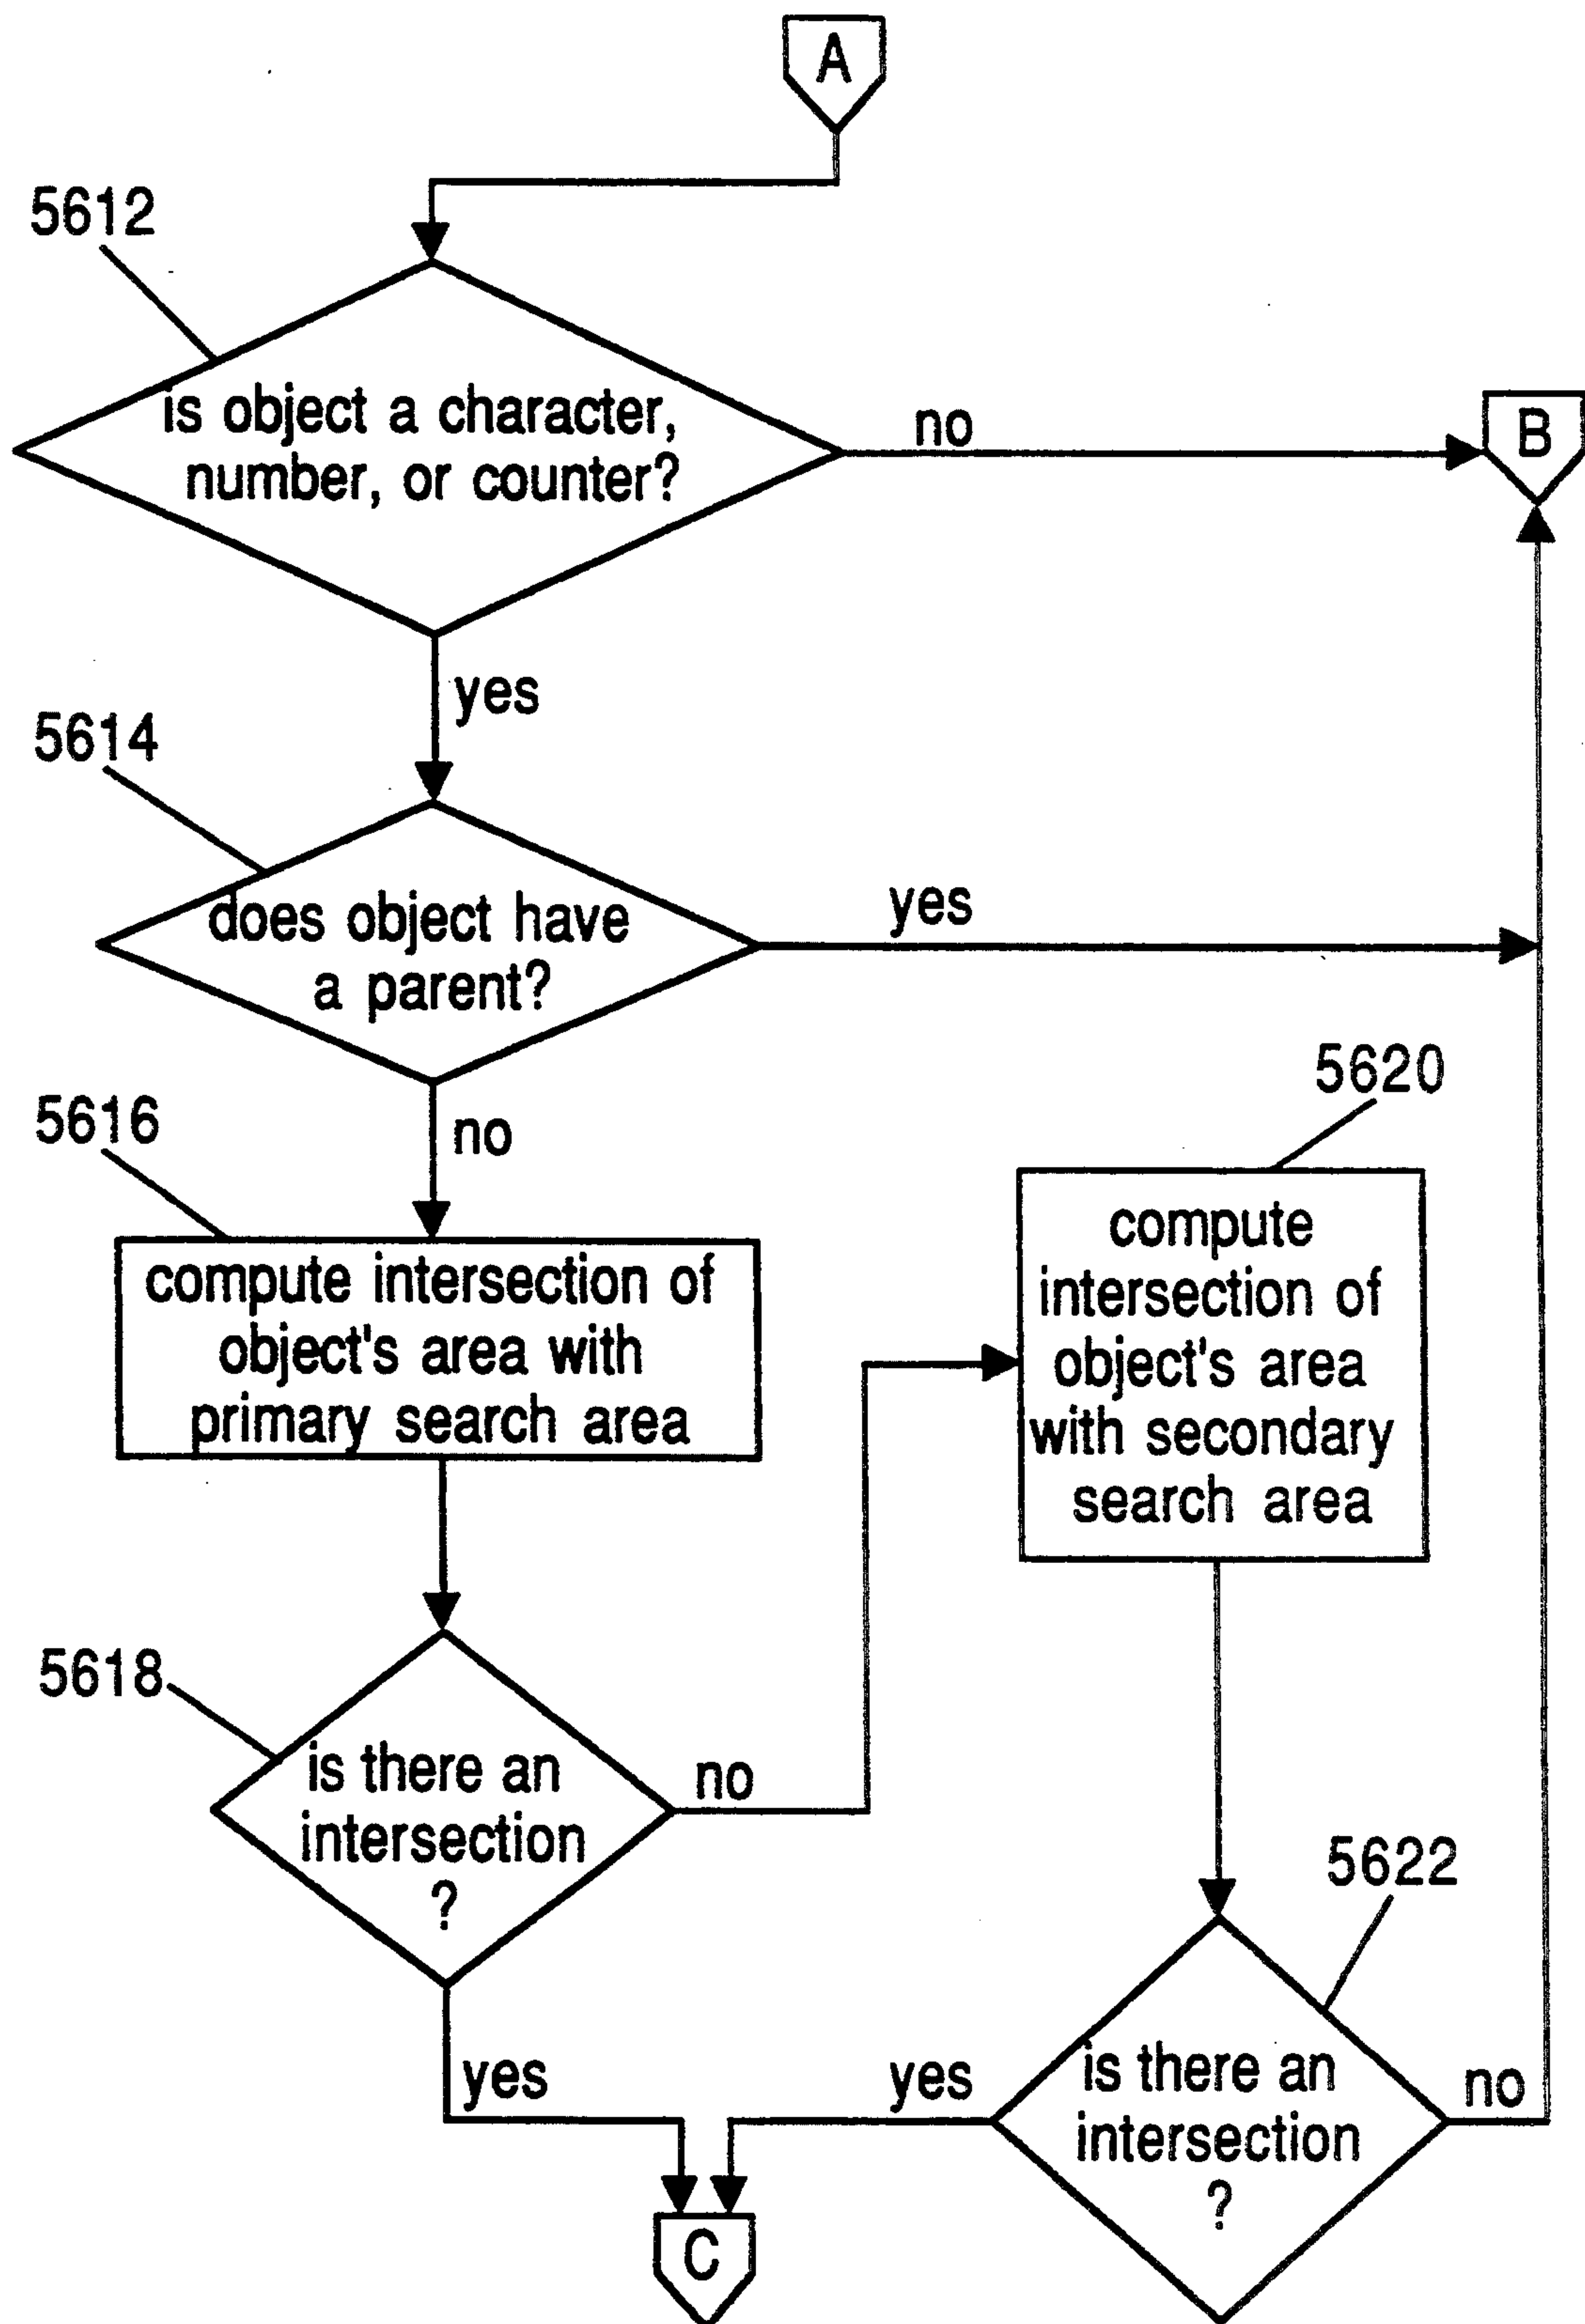 A
5612
is object a character,
number, or counter?
no
B
yes
5614
does object have
a parent?
yes
no
5616
compute intersection of
object's area with
primary search area
5620
compute
intersection of
object's area
with secondary
search area
5618
is there an
intersection
?
no
yes
5622
is there an
intersection
?
yes
no
C